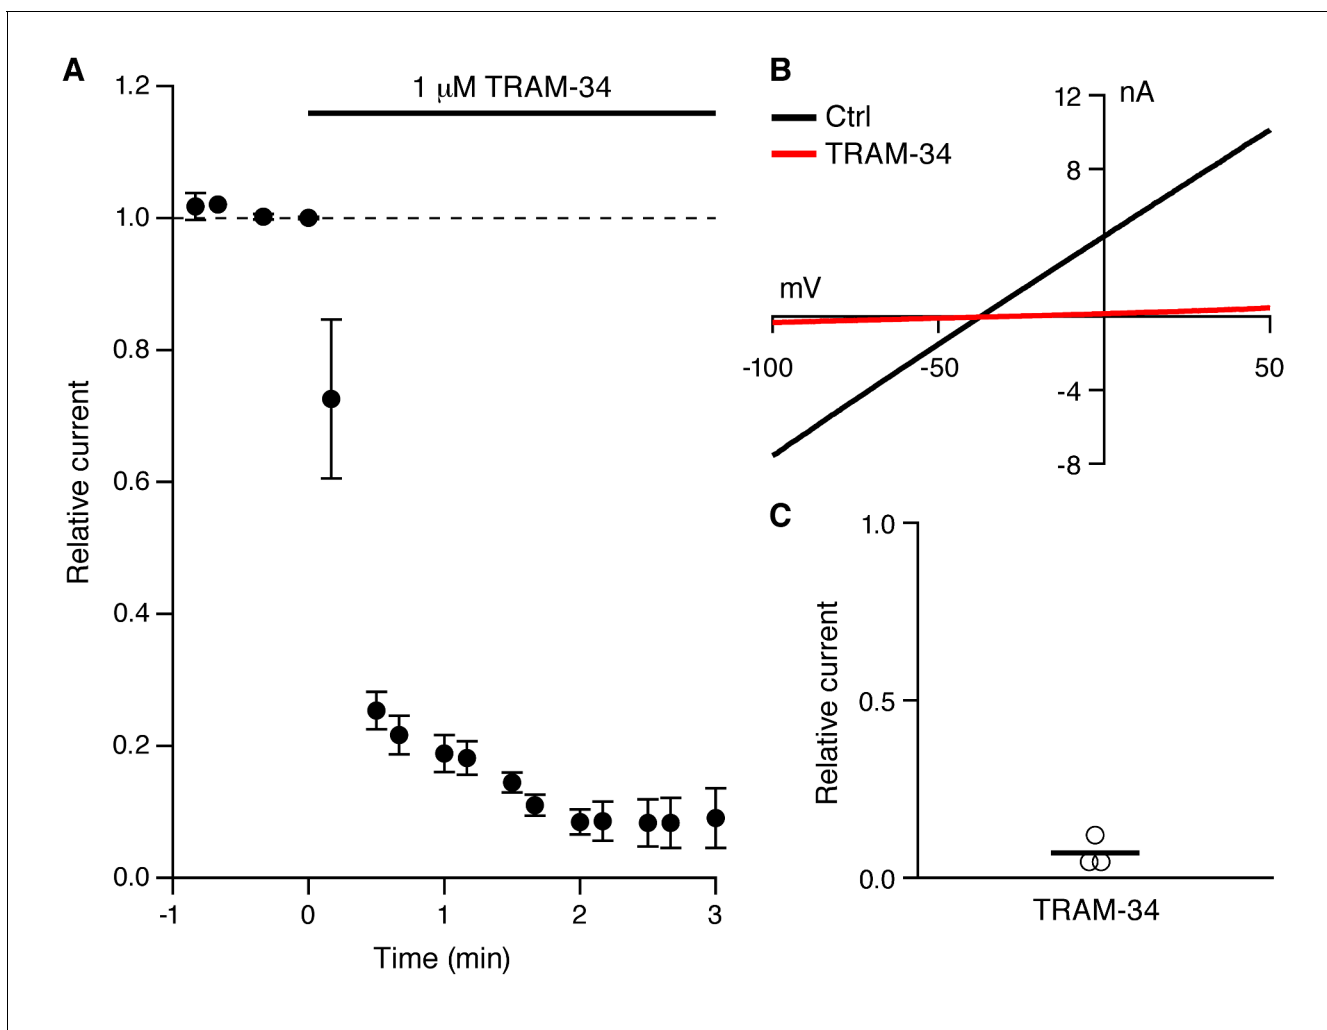 A
1 μM TRAM-34
1.2
1.0
0.8
0.6
0.4
0.2
0.0
Relative current
-1
0
1
2
3
Time (min)
B
Ctrl
TRAM-34
12
nA
8
mV
-100
-50
50
-4
-8
C
1.0
0.5
0.0
Relative current
TRAM-34